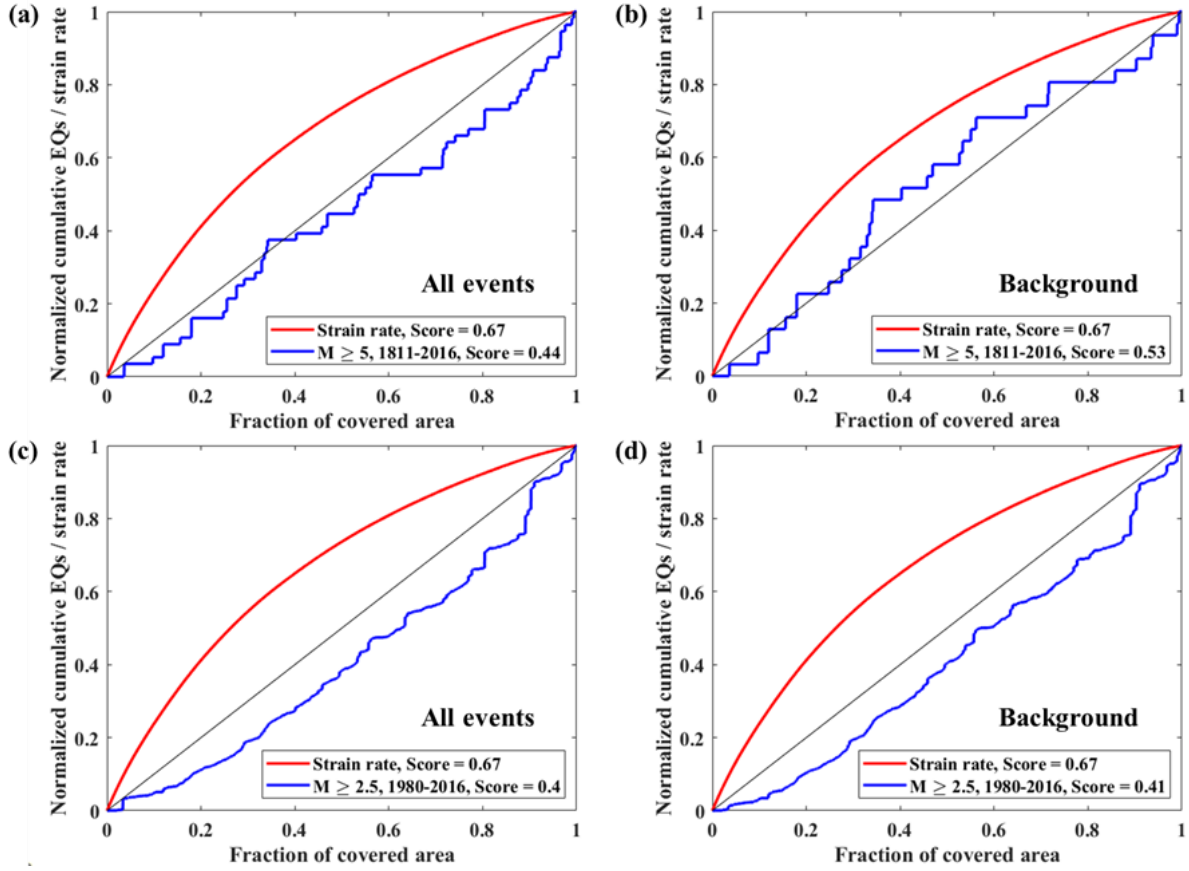 (a)
Normalized cumulative EQs / strain rate
1
0.8
0.6
0.4
0.2
0
All events
Strain rate, Score = 0.67
M ≥ 5, 1811-2016, Score = 0.44
0 0.2 0.4 0.6 0.8 1
Fraction of covered area
(b)
Normalized cumulative EQs / strain rate
1
0.8
0.6
0.4
0.2
0
Background
Strain rate, Score = 0.67
M ≥ 5, 1811-2016, Score = 0.53
0 0.2 0.4 0.6 0.8 1
Fraction of covered area
(c)
Normalized cumulative EQs / strain rate
1
0.8
0.6
0.4
0.2
0
All events
Strain rate, Score = 0.67
M ≥ 2.5, 1980-2016, Score = 0.4
0 0.2 0.4 0.6 0.8 1
Fraction of covered area
(d)
Normalized cumulative EQs / strain rate
1
0.8
0.6
0.4
0.2
0
Background
Strain rate, Score = 0.67
M ≥ 2.5, 1980-2016, Score = 0.41
0 0.2 0.4 0.6 0.8 1
Fraction of covered area